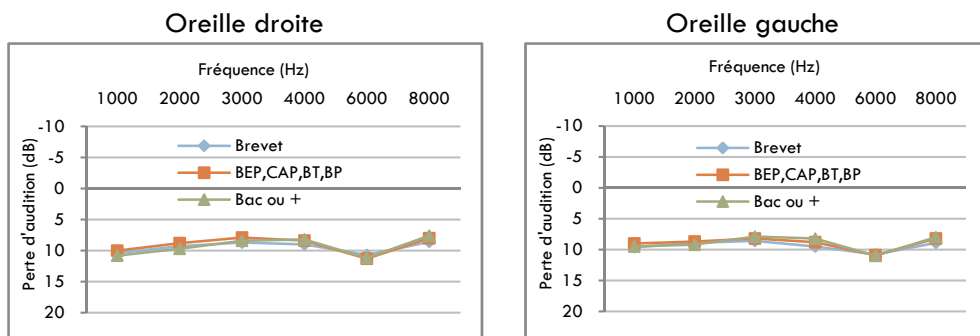 Oreille droite
Fréquence (Hz)
1000 2000 3000 4000 6000 8000
Perte d'audition (dB)
-10
-5
0
5
10
15
20
Brevet
BEP,CAP,BT,BP
Bac ou +
Oreille gauche
Fréquence (Hz)
1000 2000 3000 4000 6000 8000
Perte d'audition (dB)
-10
-5
0
5
10
15
20
Brevet
BEP,CAP,BT,BP
Bac ou +